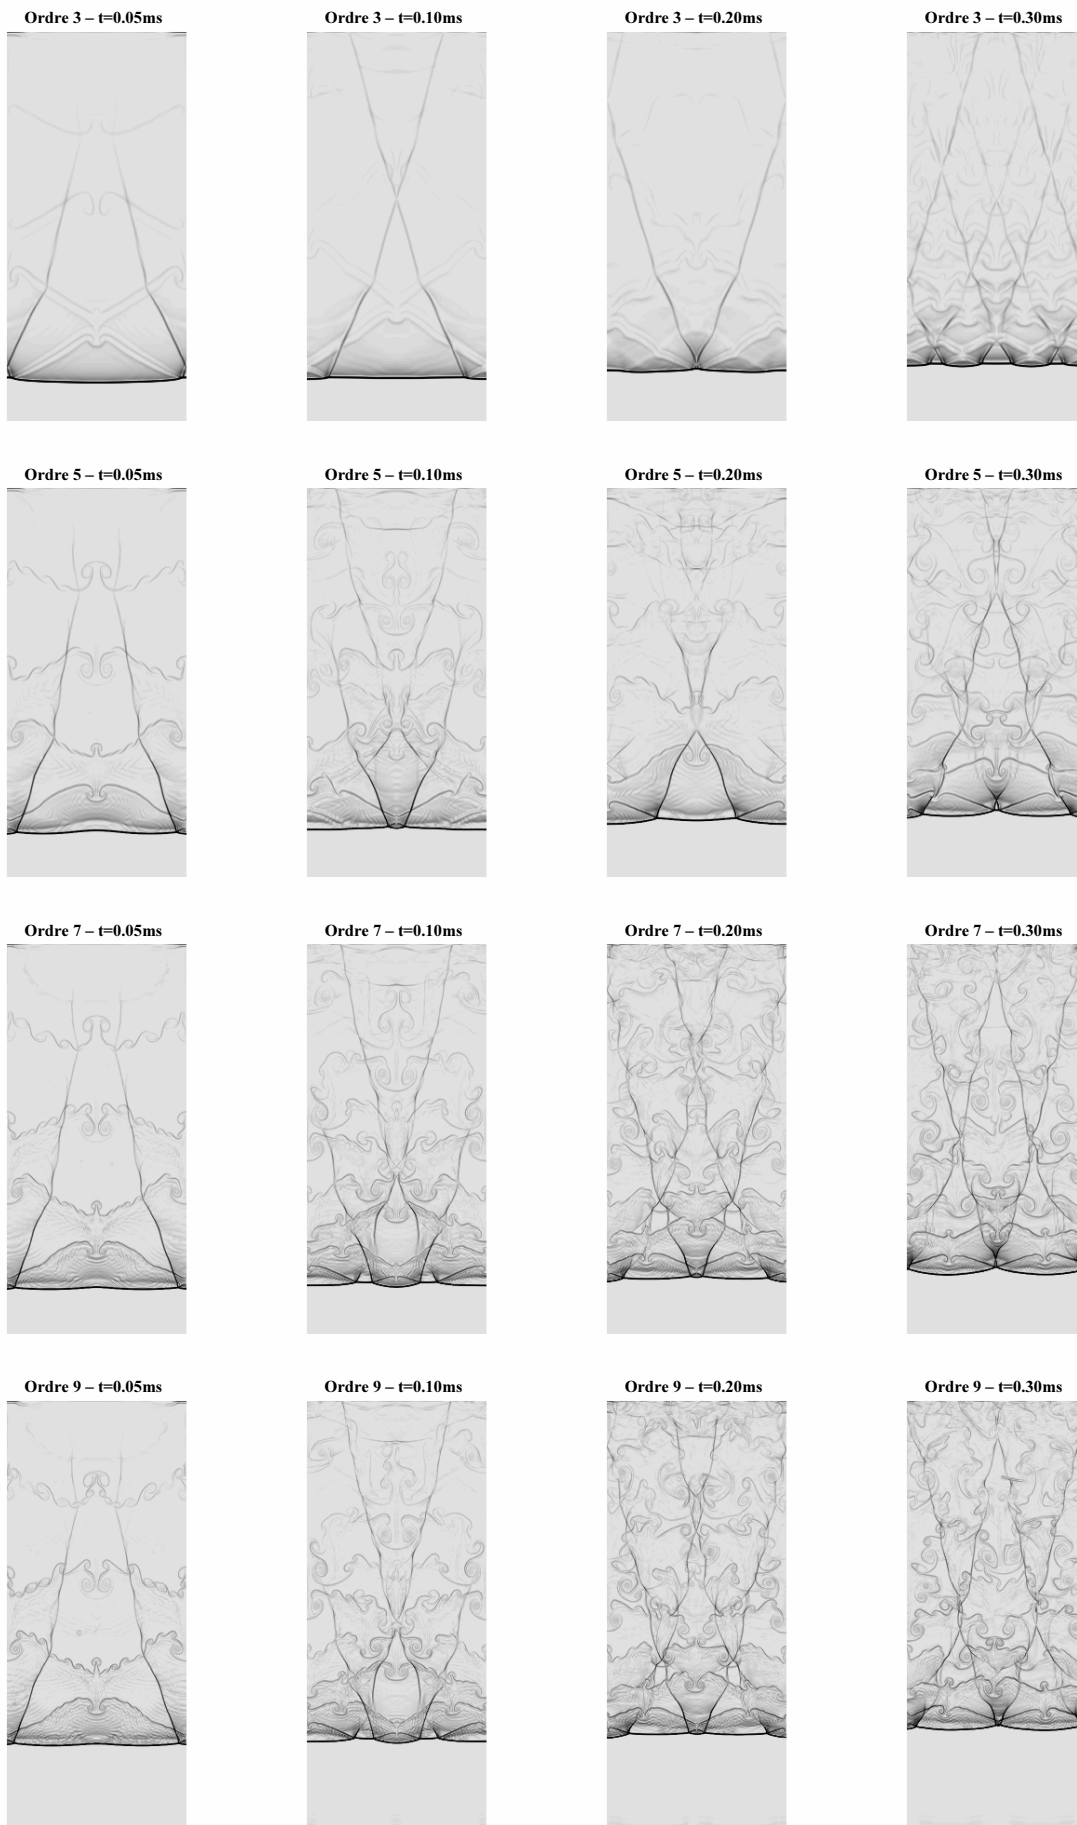 Ordre 3 – t=0.05ms
Ordre 3 – t=0.10ms
Ordre 3 – t=0.20ms
Ordre 3 – t=0.30ms
Ordre 5 – t=0.05ms
Ordre 5 – t=0.10ms
Ordre 5 – t=0.20ms
Ordre 5 – t=0.30ms
Ordre 7 – t=0.05ms
Ordre 7 – t=0.10ms
Ordre 7 – t=0.20ms
Ordre 7 – t=0.30ms
Ordre 9 – t=0.05ms
Ordre 9 – t=0.10ms
Ordre 9 – t=0.20ms
Ordre 9 – t=0.30ms